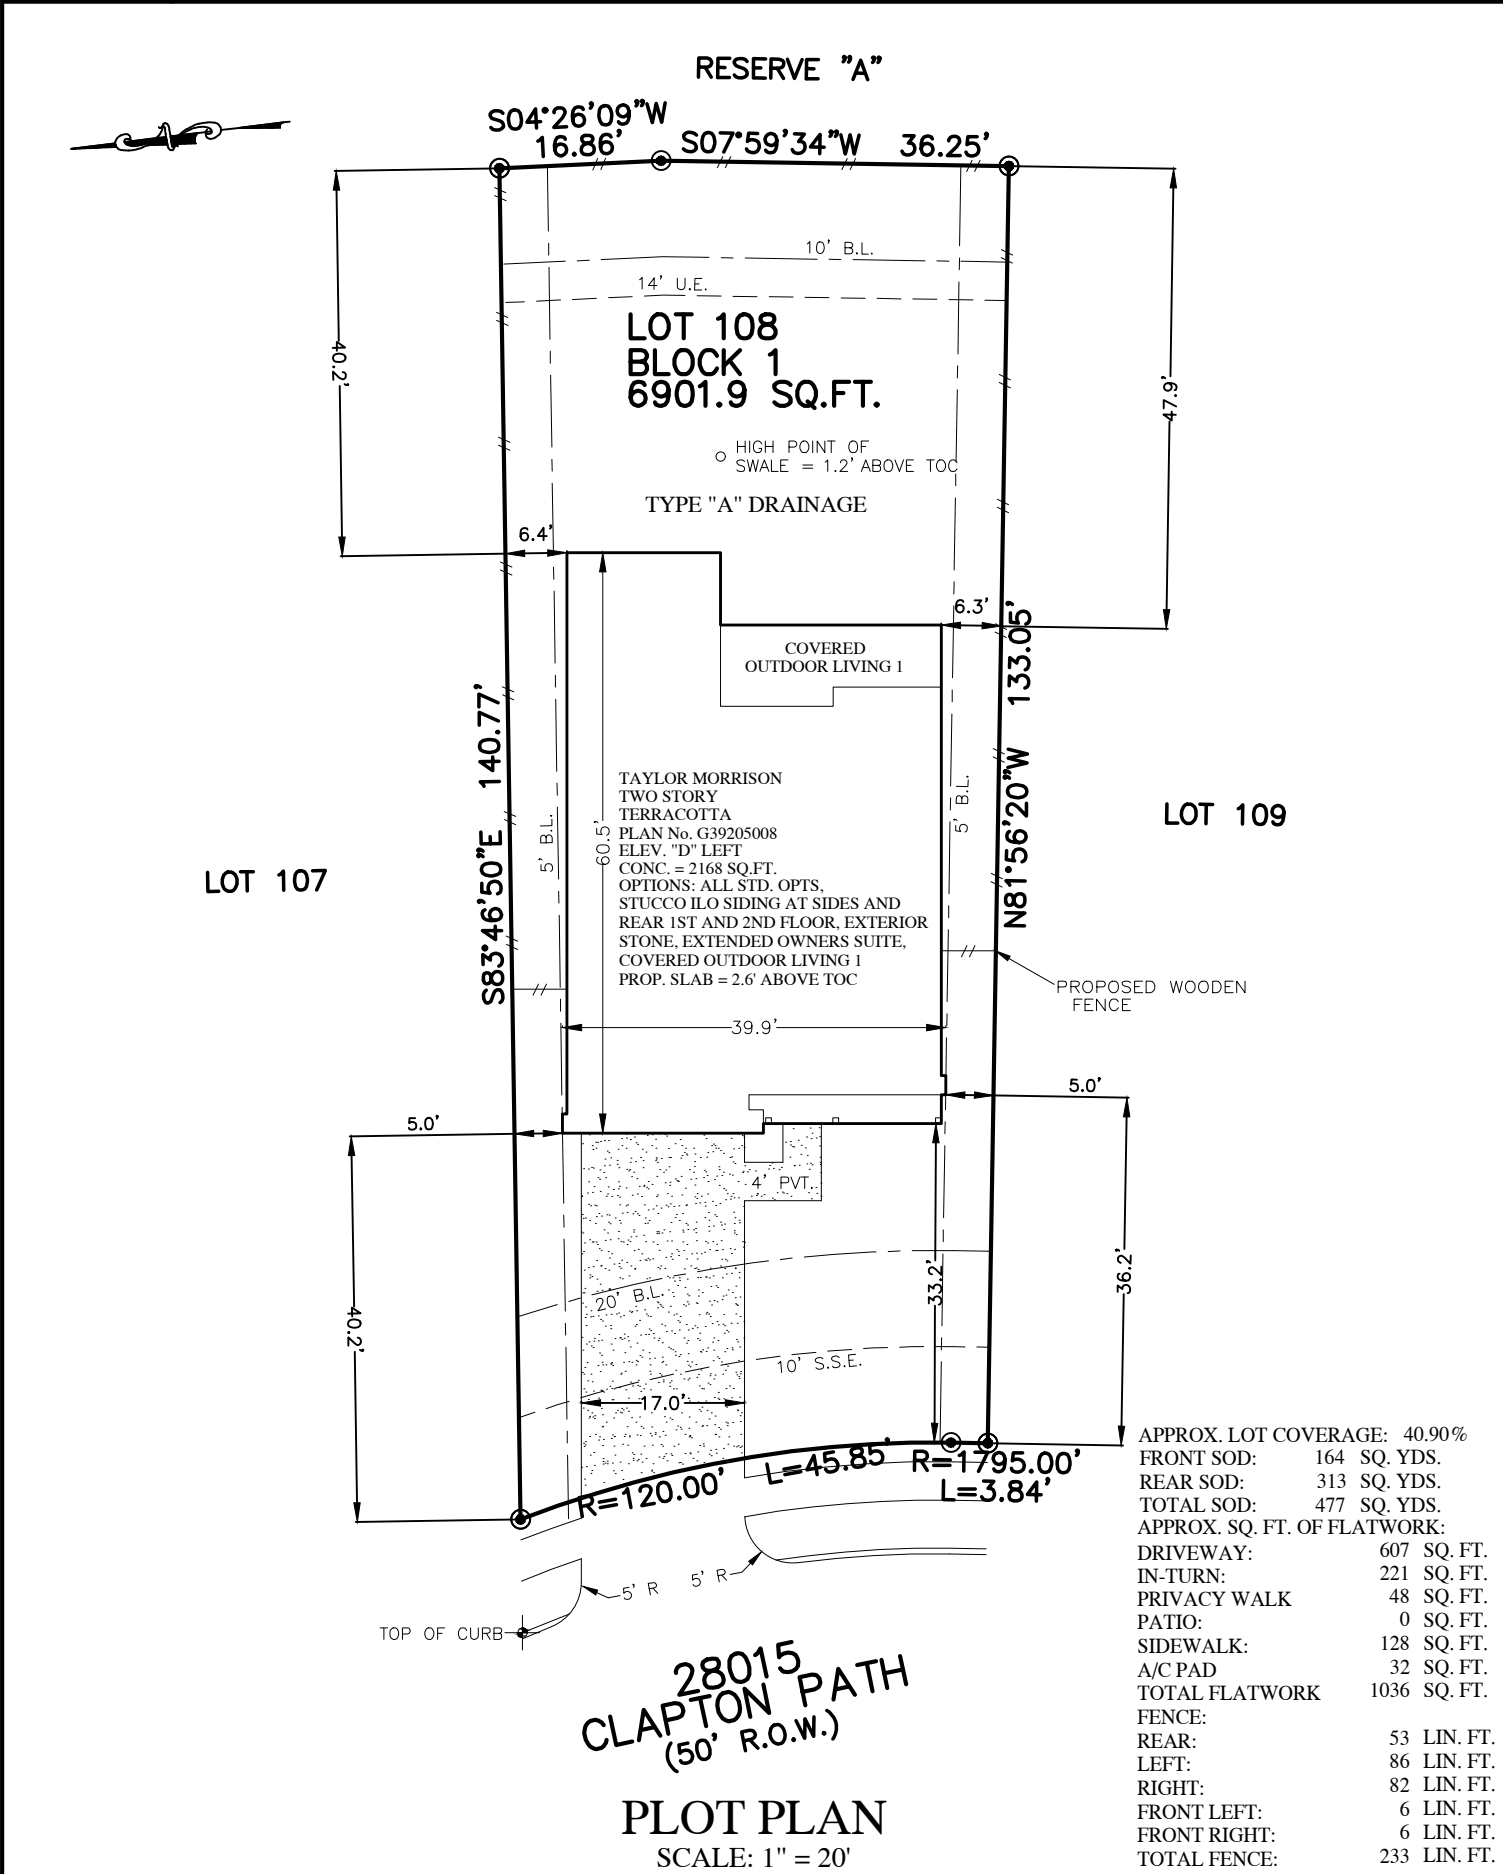 RESERVE "A"
S04°26'09"W
16.86'
S07°59'34"W 36.25'
10' B.L.
14' U.E.
LOT 108
BLOCK 1
6901.9 SQ.FT.
40.2'
47.9'
HIGH POINT OF
SWALE = 1.2' ABOVE TOC
TYPE "A" DRAINAGE
6.4'
6.3'
COVERED
OUTDOOR LIVING 1
S83°46'50"E 140.77'
N81°56'20"W 133.05'
5' B.L.
60.5'
5' B.L.
TAYLOR MORRISON
TWO STORY
TERRACOTTA
PLAN No. G39205008
ELEV. "D" LEFT
CONC. = 2168 SQ.FT.
OPTIONS: ALL STD. OPTS,
STUCCO ILO SIDING AT SIDES AND
REAR 1ST AND 2ND FLOOR, EXTERIOR
STONE, EXTENDED OWNERS SUITE,
COVERED OUTDOOR LIVING 1
PROP. SLAB = 2.6' ABOVE TOC
LOT 107
LOT 109
PROPOSED WOODEN
FENCE
39.9'
5.0'
5.0'
4' PVT.
40.2'
33.2'
36.2'
20' B.L.
10' S.S.E.
17.0'
R=120.00' L=45.85'
R=1795.00'
L=3.84'
5' R 5' R
TOP OF CURB
28015
CLAPTON PATH
(50' R.O.W.)
PLOT PLAN
SCALE: 1" = 20'
APPROX. LOT COVERAGE: 40.90%
FRONT SOD: 164 SQ. YDS.
REAR SOD: 313 SQ. YDS.
TOTAL SOD: 477 SQ. YDS.
APPROX. SQ. FT. OF FLATWORK:
DRIVEWAY: 607 SQ. FT.
IN-TURN: 221 SQ. FT.
PRIVACY WALK 48 SQ. FT.
PATIO: 0 SQ. FT.
SIDEWALK: 128 SQ. FT.
A/C PAD 32 SQ. FT.
TOTAL FLATWORK 1036 SQ. FT.
FENCE:
REAR: 53 LIN. FT.
LEFT: 86 LIN. FT.
RIGHT: 82 LIN. FT.
FRONT LEFT: 6 LIN. FT.
FRONT RIGHT: 6 LIN. FT.
TOTAL FENCE: 233 LIN. FT.